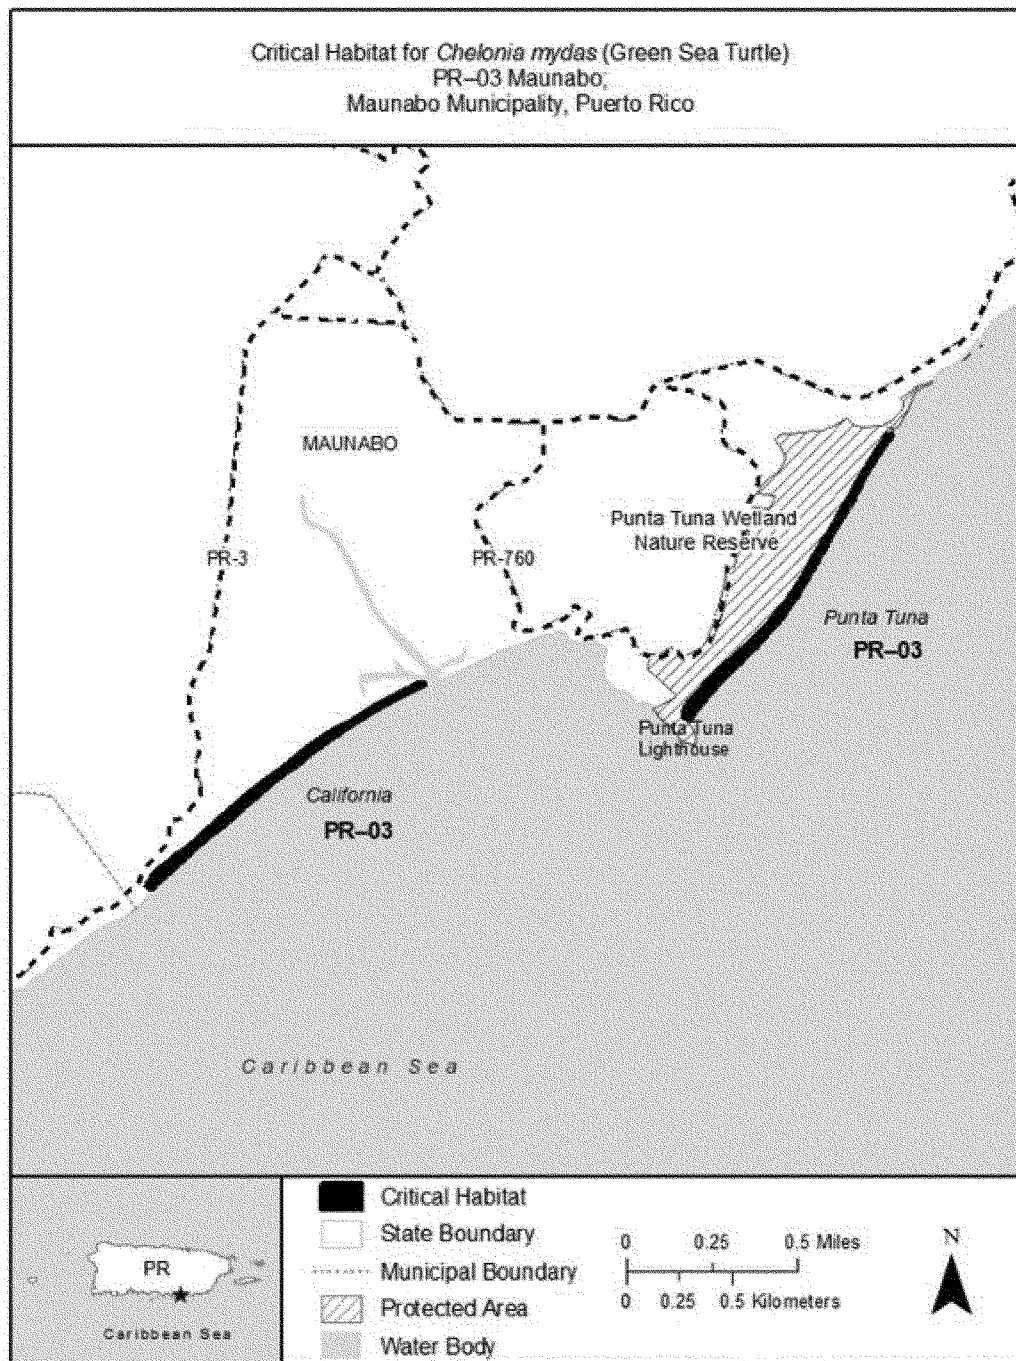 Critical Habitat for Chelonia mydas (Green Sea Turtle)
PR–03 Maunabo;
Maunabo Municipality, Puerto Rico
MAUNABO
Punta Tuna Wetland
Nature Reserve
PR-3
PR-760
Punta Tuna
PR–03
Punta Tuna
Lighthouse
California
PR–03
Caribbean Sea
PR
Caribbean Sea
Critical Habitat
State Boundary
Municipal Boundary
Protected Area
Water Body
0 0.25 0.5 Miles
0 0.25 0.5 Kilometers
N